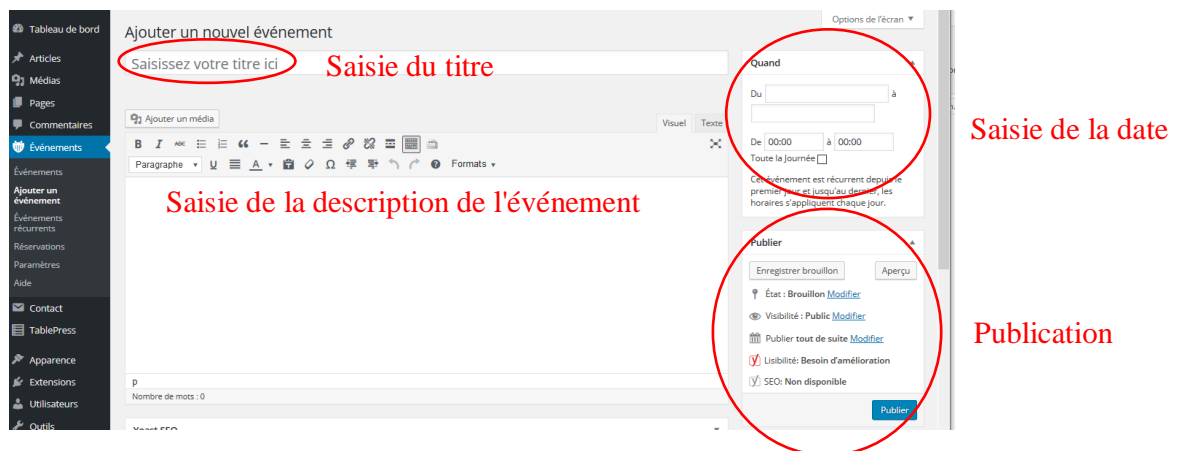 Options de l'écran ▼
Tableau de bord
Articles
Médias
Pages
Commentaires
Événements
Événements
Ajouter un
événement
Événements
récurrents
Réservations
Paramètres
Aide
Contact
TablePress
Apparence
Extensions
Utilisateurs
Outils
Ajouter un nouvel événement
Saisissez votre titre ici
Saisie du titre
Ajouter un média
Visuel Texte
B I ABC
Paragraphe U A Ω Formats
Saisie de la description de l'événement
p
Nombre de mots : 0
Yoast SEO
Quand
Du à
De 00:00 à 00:00
Toute la Journée
Cet événement est récurrent depuis le
premier jour et jusqu'au dernier, les
horaires s'appliquent chaque jour.
Saisie de la date
Publier
Enregistrer brouillon Aperçu
État : Brouillon Modifier
Visibilité : Public Modifier
Publier tout de suite Modifier
Lisibilité: Besoin d'amélioration
SEO: Non disponible
Publier
Publication